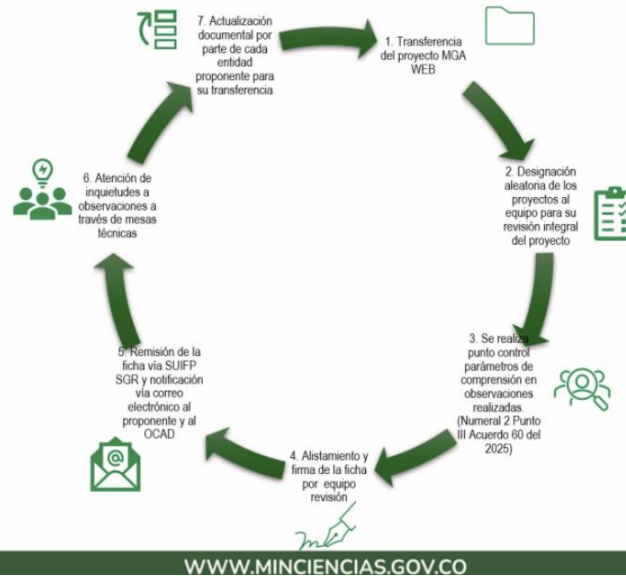 7. Actualización
documental por
parte de cada
entidad
proponente para
su transferencia
1. Transferencia
del proyecto MGA
WEB
2. Designación
aleatoria de los
proyectos al
equipo para su
revisión integral
del proyecto
3. Se realiza
punto control
parámetros de
comprensión en
observaciones
realizadas.
(Numeral 2 Punto
III Acuerdo 60 del
2025)
4. Alistamiento y
firma de la ficha
por equipo
revisión
5. Remisión de la
ficha vía SUIFP
SGR y notificación
vía correo
electrónico al
proponente y al
OCAD
6. Atención de
inquietudes a
observaciones a
través de mesas
técnicas
@
WWW.MINCIENCIAS.GOV.CO